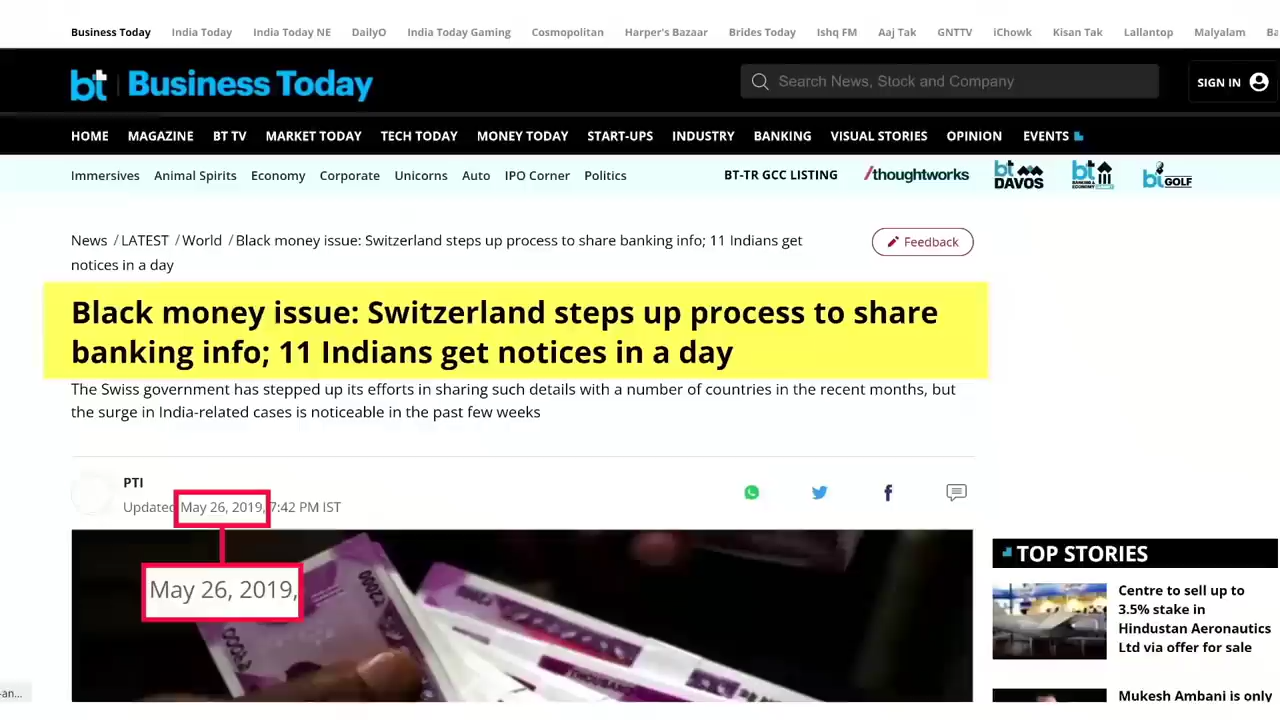 Business Today India Today India Today NE DailyO India Today Gaming Cosmopolitan Harper's Bazaar Brides Today Ishq FM Aaj Tak GNTTV iChowk Kisan Tak Lallantop Malyalam
bt Business Today
Search News, Stock and Company
SIGN IN
HOME MAGAZINE BT TV MARKET TODAY TECH TODAY MONEY TODAY START-UPS INDUSTRY BANKING VISUAL STORIES OPINION EVENTS
Immersives Animal Spirits Economy Corporate Unicorns Auto IPO Corner Politics
BT-TR GCC LISTING /thoughtworks bt DAVOS bt bt GOLF
News / LATEST / World / Black money issue: Switzerland steps up process to share banking info; 11 Indians get
notices in a day
Feedback
Black money issue: Switzerland steps up process to share
banking info; 11 Indians get notices in a day
The Swiss government has stepped up its efforts in sharing such details with a number of countries in the recent months, but
the surge in India-related cases is noticeable in the past few weeks
PTI
Updated May 26, 2019, 7:42 PM IST
May 26, 2019,
TOP STORIES
Centre to sell up to
3.5% stake in
Hindustan Aeronautics
Ltd via offer for sale
Mukesh Ambani is only
-an...